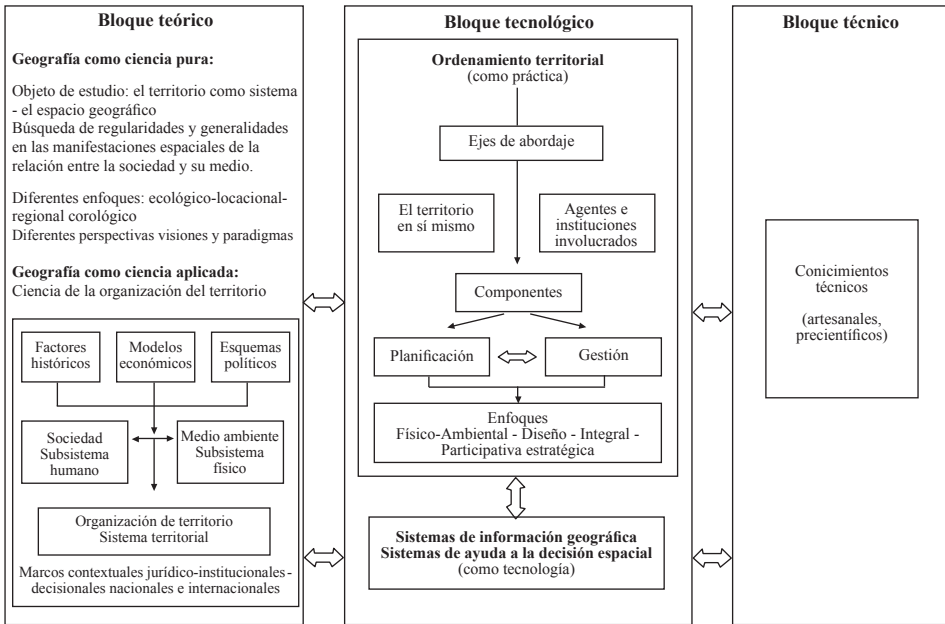 Bloque teórico
Geografía como ciencia pura:
Objeto de estudio: el territorio como sistema
- el espacio geográfico
Búsqueda de regularidades y generalidades
en las manifestaciones espaciales de la
relación entre la sociedad y su medio.
Diferentes enfoques: ecológico-locacional-
regional corológico
Diferentes perspectivas visiones y paradigmas
Geografía como ciencia aplicada:
Ciencia de la organización del territorio
Factores
históricos
Modelos
económicos
Esquemas
políticos
Sociedad
Subsistema
humano
Medio ambiente
Subsistema
físico
Organización de territorio
Sistema territorial
Marcos contextuales jurídico-institucionales-
decisionales nacionales e internacionales
Bloque tecnológico
Ordenamiento territorial
(como práctica)
Ejes de abordaje
El territorio
en sí mismo
Agentes e
instituciones
involucrados
Componentes
Planificación
Gestión
Enfoques
Físico-Ambiental - Diseño - Integral -
Participativa estratégica
Sistemas de información geográfica
Sistemas de ayuda a la decisión espacial
(como tecnología)
Bloque técnico
Conicimientos
técnicos
(artesanales,
precientíficos)